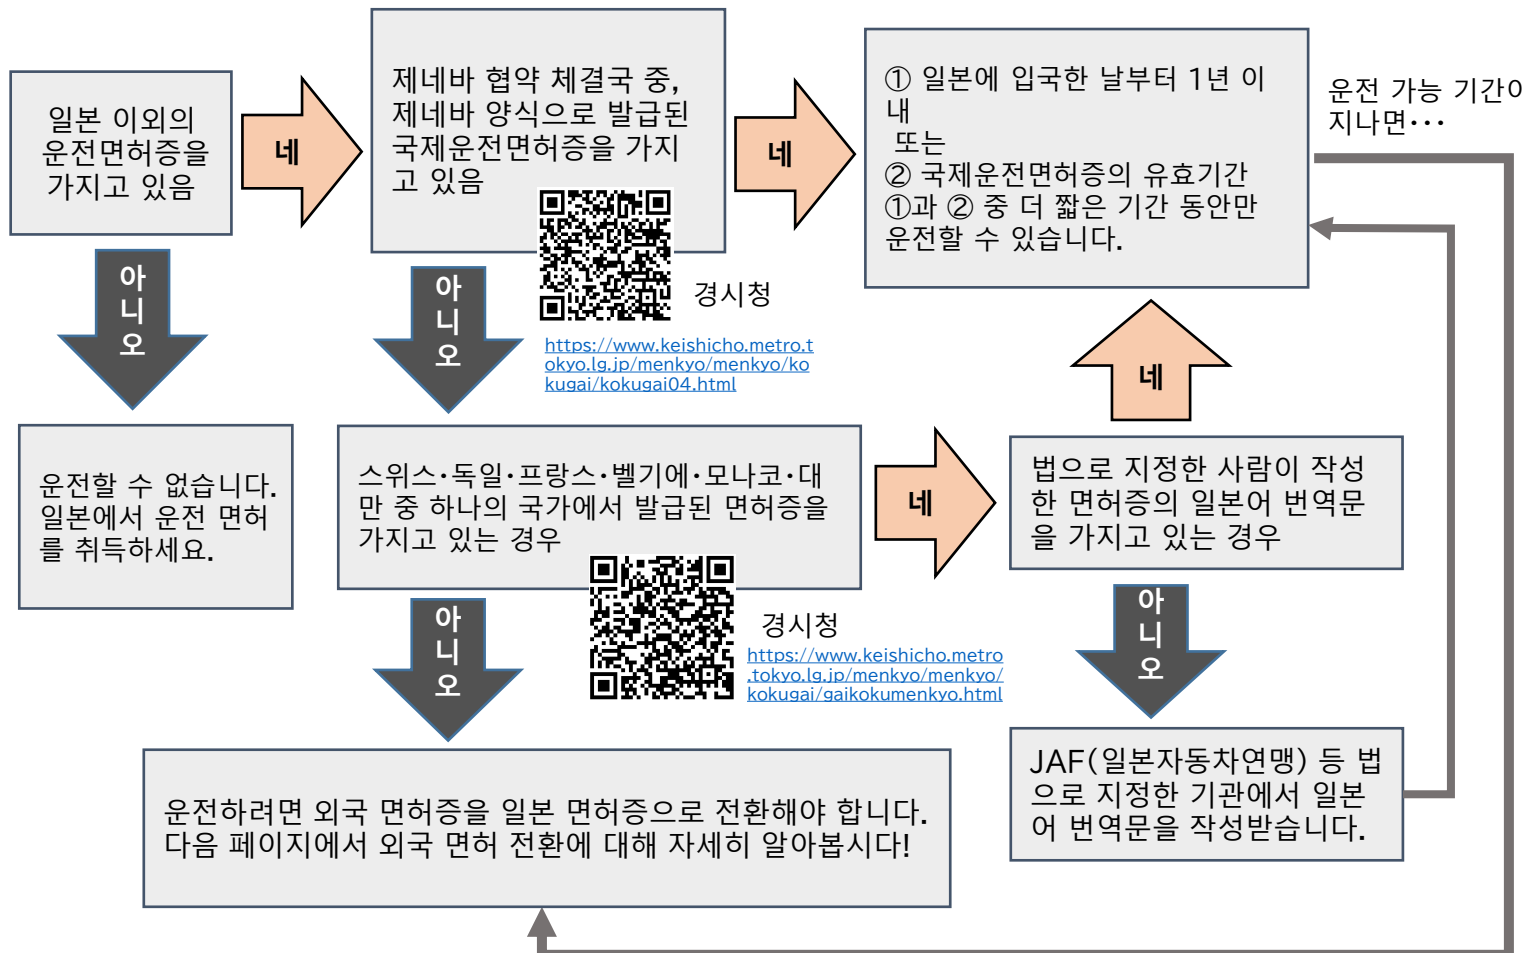 일본 이외의
운전면허증을
가지고 있음
네
제네바 협약 체결국 중,
제네바 양식으로 발급된
국제운전면허증을 가지
고 있음
네
① 일본에 입국한 날부터 1년 이
내
또는
② 국제운전면허증의 유효기간
①과 ② 중 더 짧은 기간 동안만
운전할 수 있습니다.
운전 가능 기간이
지나면･･･
아
니
오
아
니
오
경시청
https://www.keishicho.metro.t
okyo.lg.jp/menkyo/menkyo/ko
kugai/kokugai04.html
네
운전할 수 없습니다.
일본에서 운전 면허
를 취득하세요.
스위스･독일･프랑스･벨기에･모나코･대
만 중 하나의 국가에서 발급된 면허증을
가지고 있는 경우
네
법으로 지정한 사람이 작성
한 면허증의 일본어 번역문
을 가지고 있는 경우
아
니
오
경시청
https://www.keishicho.metro
.tokyo.lg.jp/menkyo/menkyo/
kokugai/gaikokumenkyo.html
아
니
오
운전하려면 외국 면허증을 일본 면허증으로 전환해야 합니다.
다음 페이지에서 외국 면허 전환에 대해 자세히 알아봅시다!
JAF(일본자동차연맹) 등 법
으로 지정한 기관에서 일본
어 번역문을 작성받습니다.